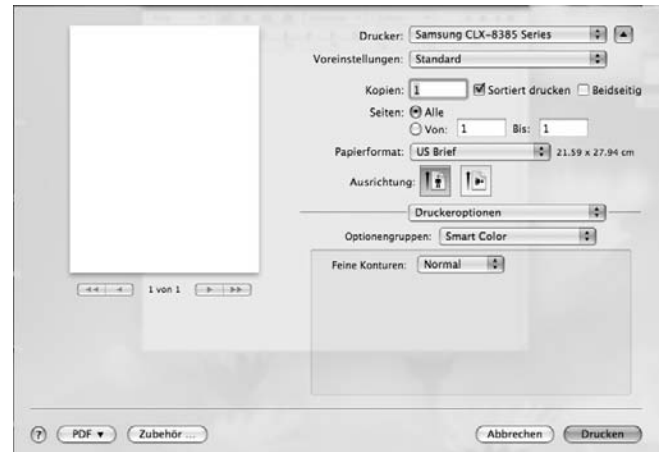 Drucker: Samsung CLX-8385 Series
Voreinstellungen: Standard
Kopien: 1 Sortiert drucken Beidseitig
Seiten: Alle
Von: 1 Bis: 1
Papierformat: US Brief 21.59 x 27.94 cm
Ausrichtung:
Druckeroptionen
Optionengruppen: Smart Color
Feine Konturen: Normal
1 von 1
? PDF Zubehör ... Abbrechen Drucken